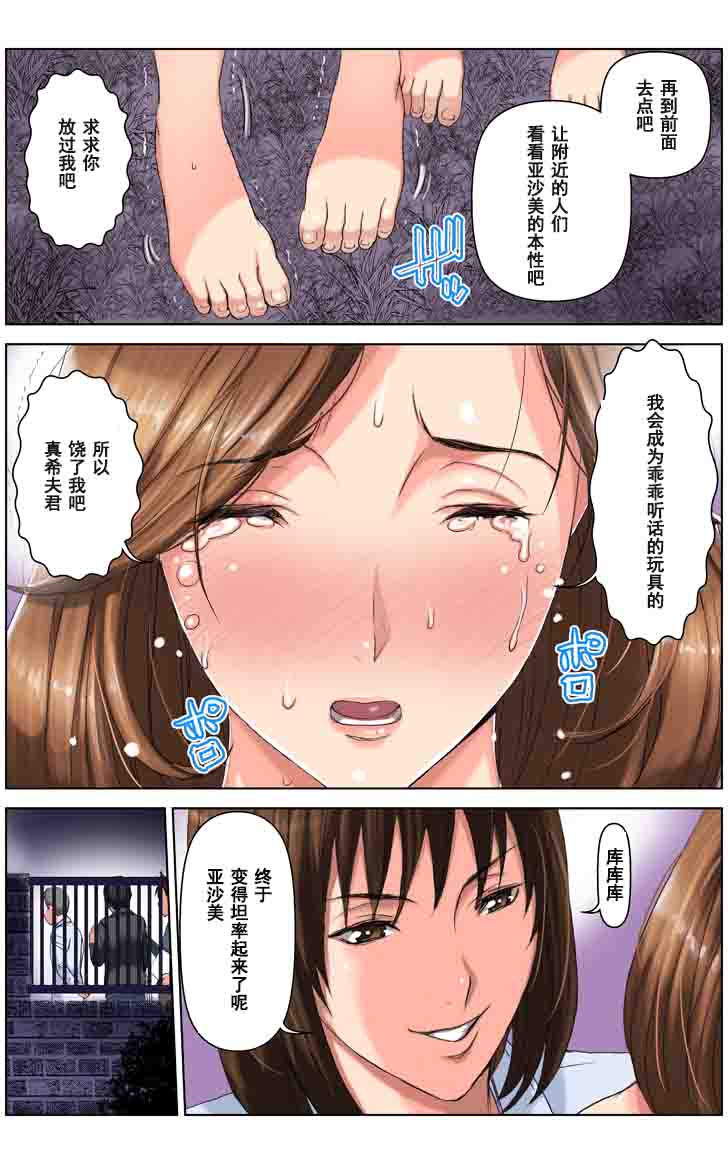 再到前面
去点吧
让附近的人们
看看亚沙美的本性吧
求求你
放过我吧
ザッ
我会成为乖乖听话的玩具的
所以
饶了我吧
真希夫君
ポロ
ポロ
库库库
终于
变得坦率起来了呢
亚沙美